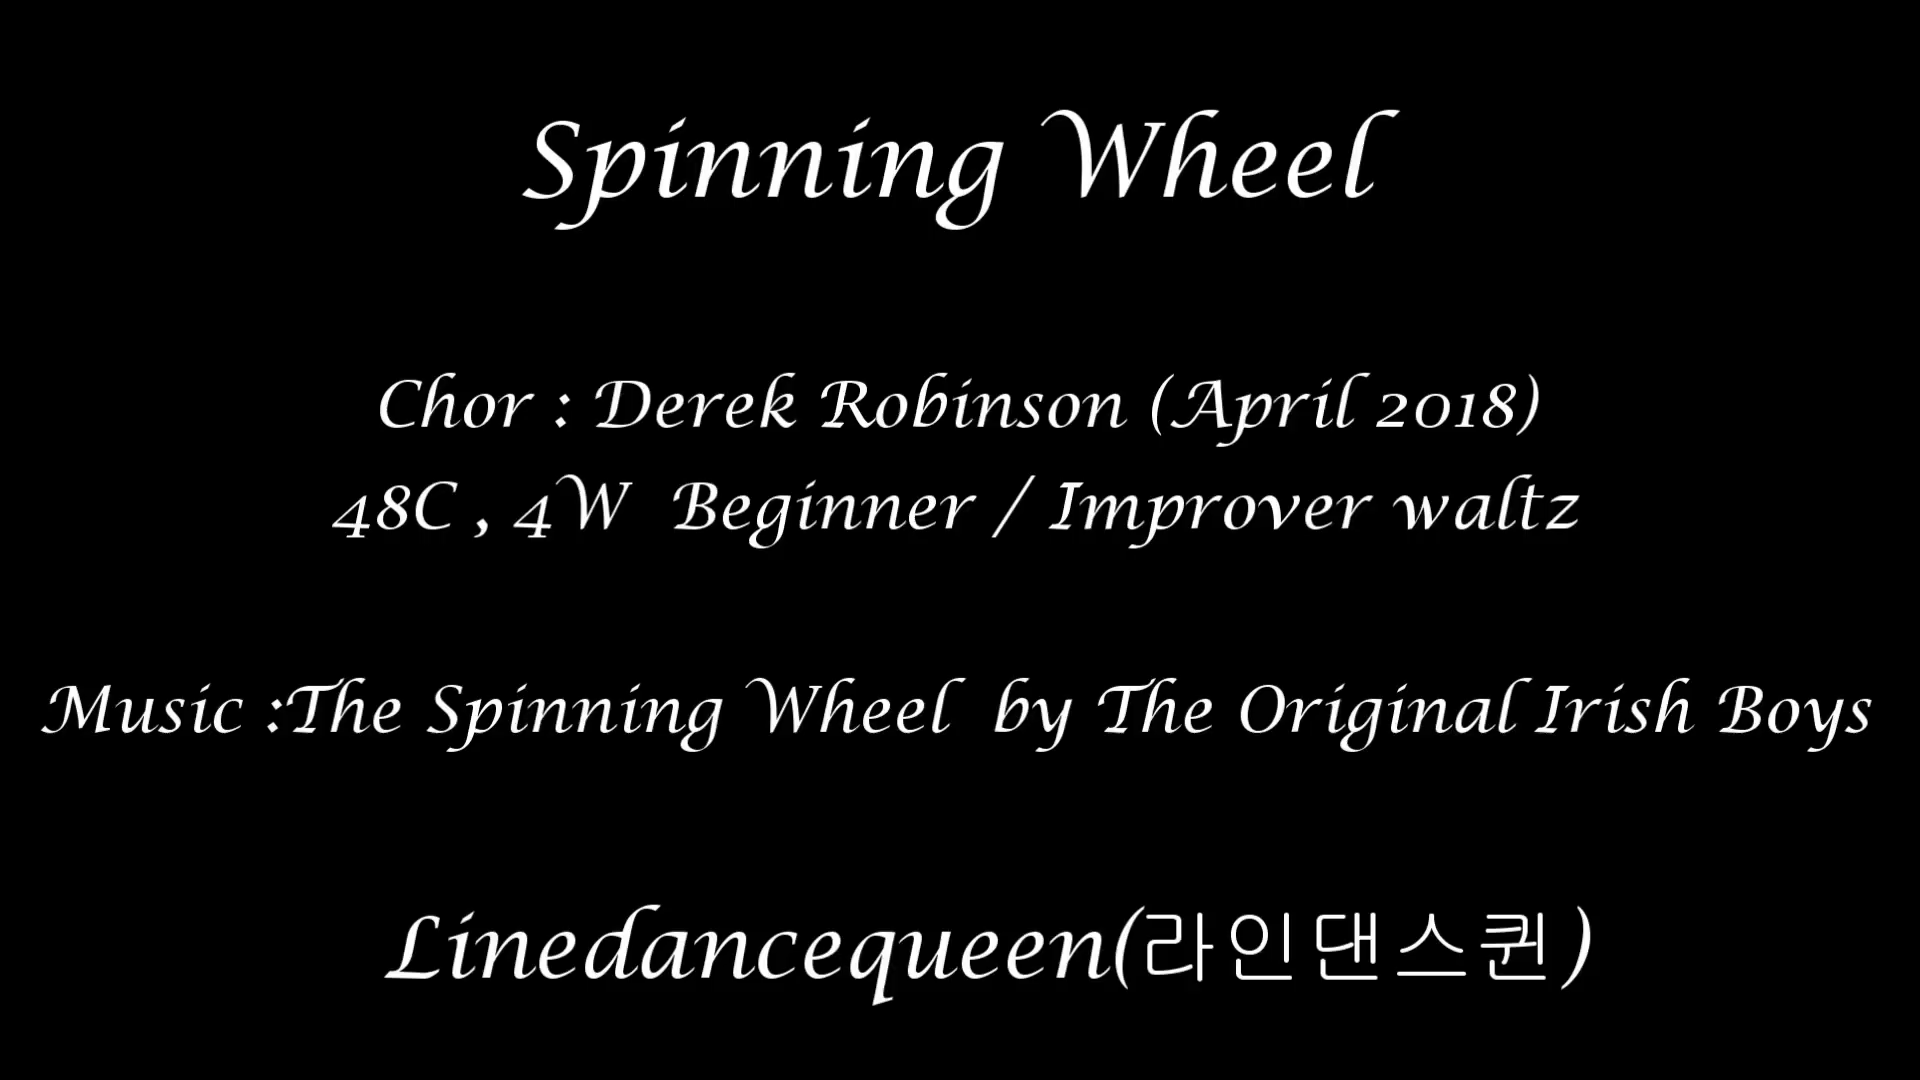 Spinning Wheel
Chor : Derek Robinson (April 2018)
48C , 4W Beginner / Improver waltz
Music :The Spinning Wheel by The Original Irish Boys
Linedancequeen(라인댄스퀸)